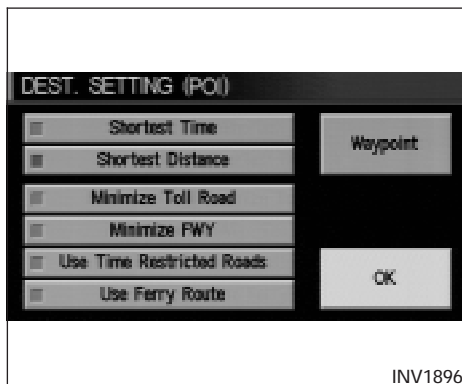 DEST. SETTING (POI)
Shortest Time
Shortest Distance
Waypoint
Minimize Toll Road
Minimize FWY
Use Time Restricted Roads
Use Ferry Route
OK
INV1896